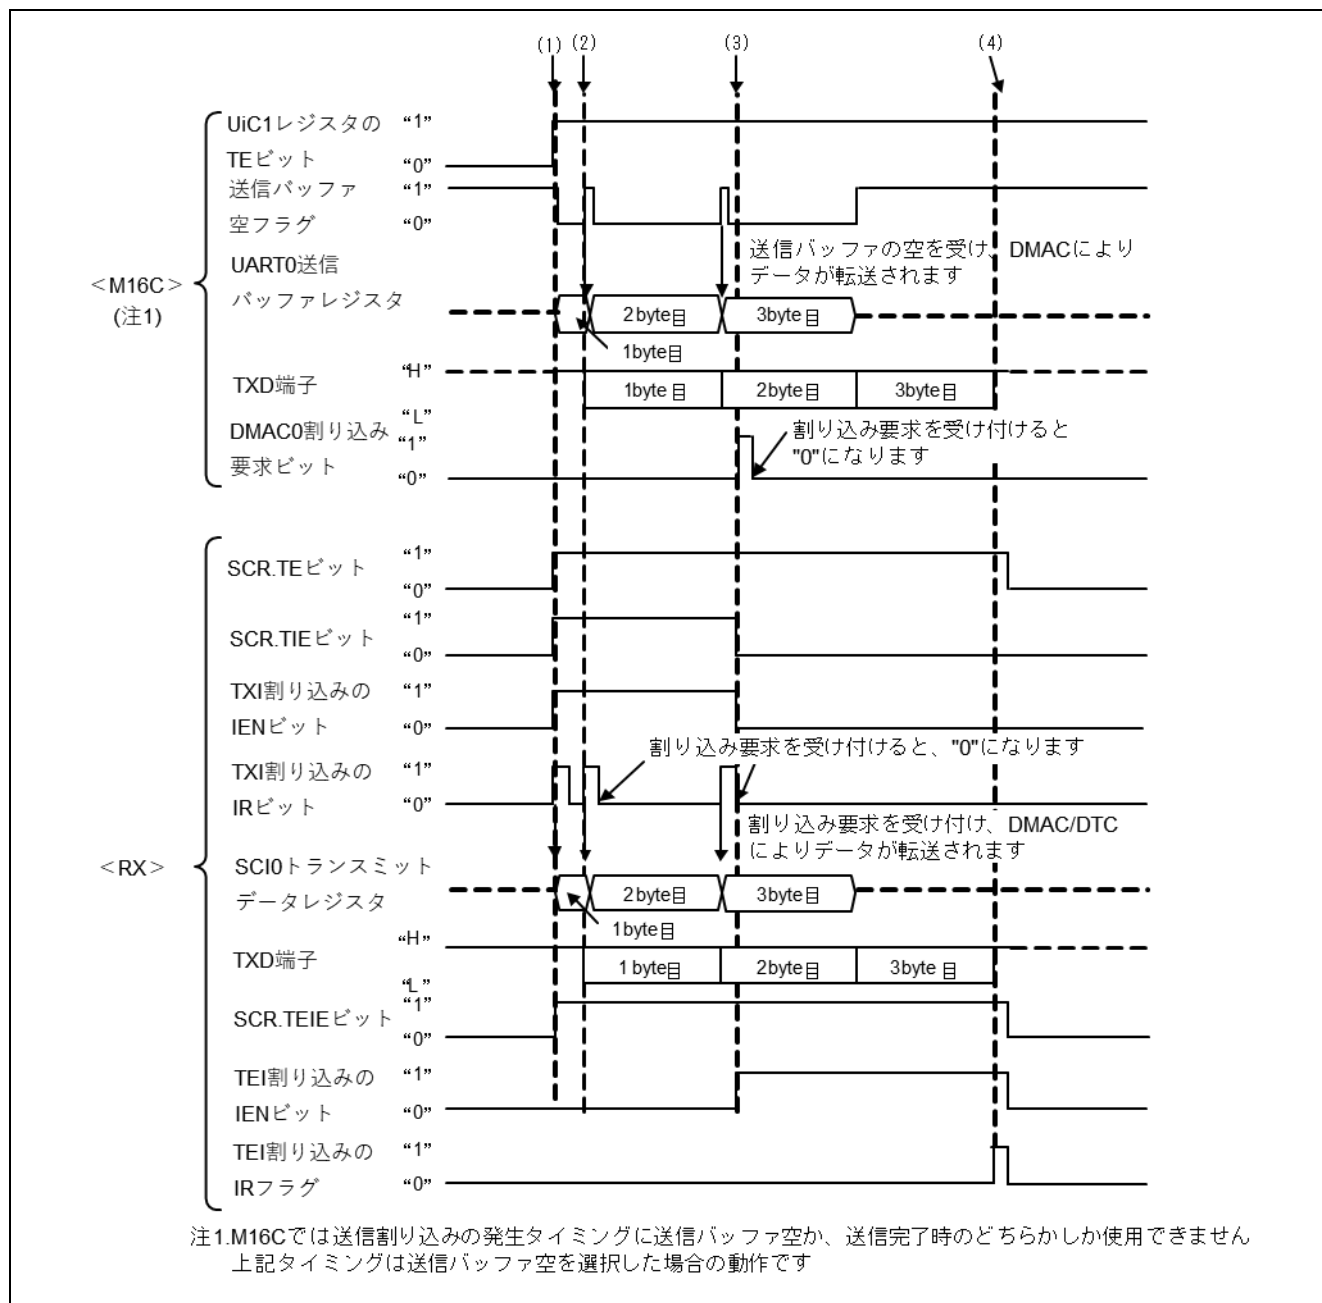 (1) (2) (3) (4)
UiC1レジスタの “1”
TEビット “0”
送信バッファ “1”
空フラグ “0”
送信バッファの空を受け、DMACにより
データが転送されます
UART0送信
バッファレジスタ
2byte目 3byte目
1byte目
<M16C>
(注1)
TXD端子 “H”
1byte目 2byte目 3byte目
“L”
DMAC0割り込み “1”
要求ビット “0”
割り込み要求を受け付けると
"0"になります
SCR.TEビット “1”
“0”
SCR.TIEビット “1”
“0”
TXI割り込みの “1”
IENビット “0”
割り込み要求を受け付けると、"0"になります
TXI割り込みの “1”
IRビット “0”
割り込み要求を受け付け、DMAC/DTC
によりデータが転送されます
<RX>
SCI0トランスミット
データレジスタ
2byte目 3byte目
1byte目
TXD端子 “H”
1byte目 2byte目 3byte目
“L”
SCR.TEIEビット “1”
“0”
TEI割り込みの “1”
IENビット “0”
TEI割り込みの “1”
IRフラグ “0”
注1.M16Cでは送信割り込みの発生タイミングに送信バッファ空か、送信完了時のどちらかしか使用できません
上記タイミングは送信バッファ空を選択した場合の動作です